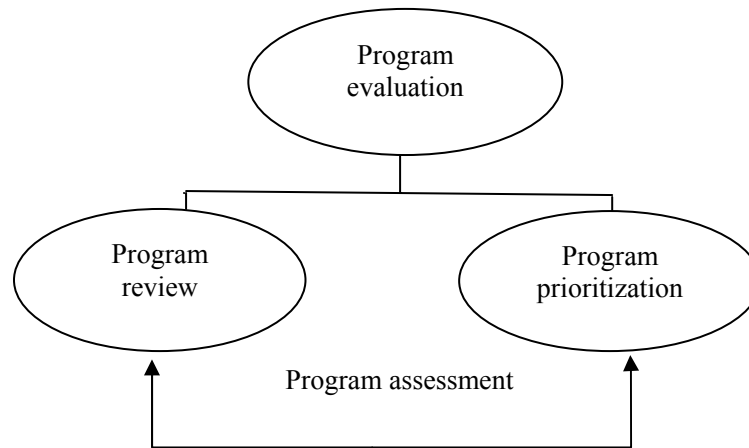 Program
evaluation
Program
review
Program
prioritization
Program assessment